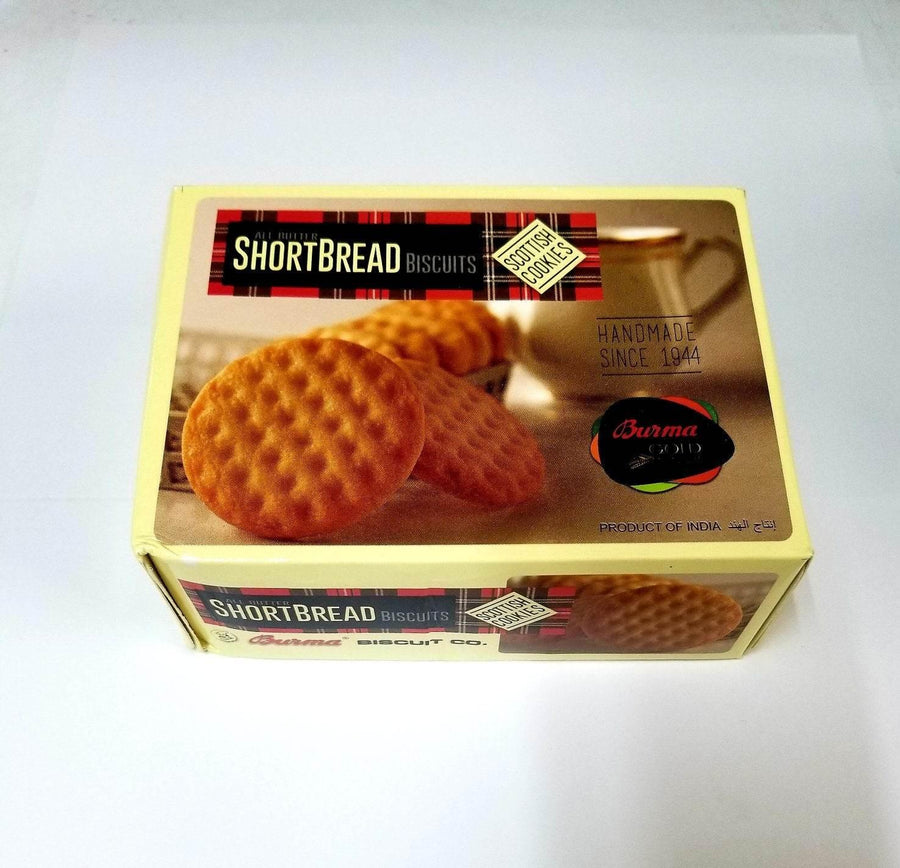 ALL BUTTER
SHORTBREAD BISCUITS
SCOTTISH
COOKIES
HANDMADE
SINCE 1944
Burma
GOLD
PRODUCT OF INDIA إنتاج الهند
ALL BUTTER
SHORTBREAD BISCUITS
SCOTTISH
COOKIES
Burma BISCUIT CO.